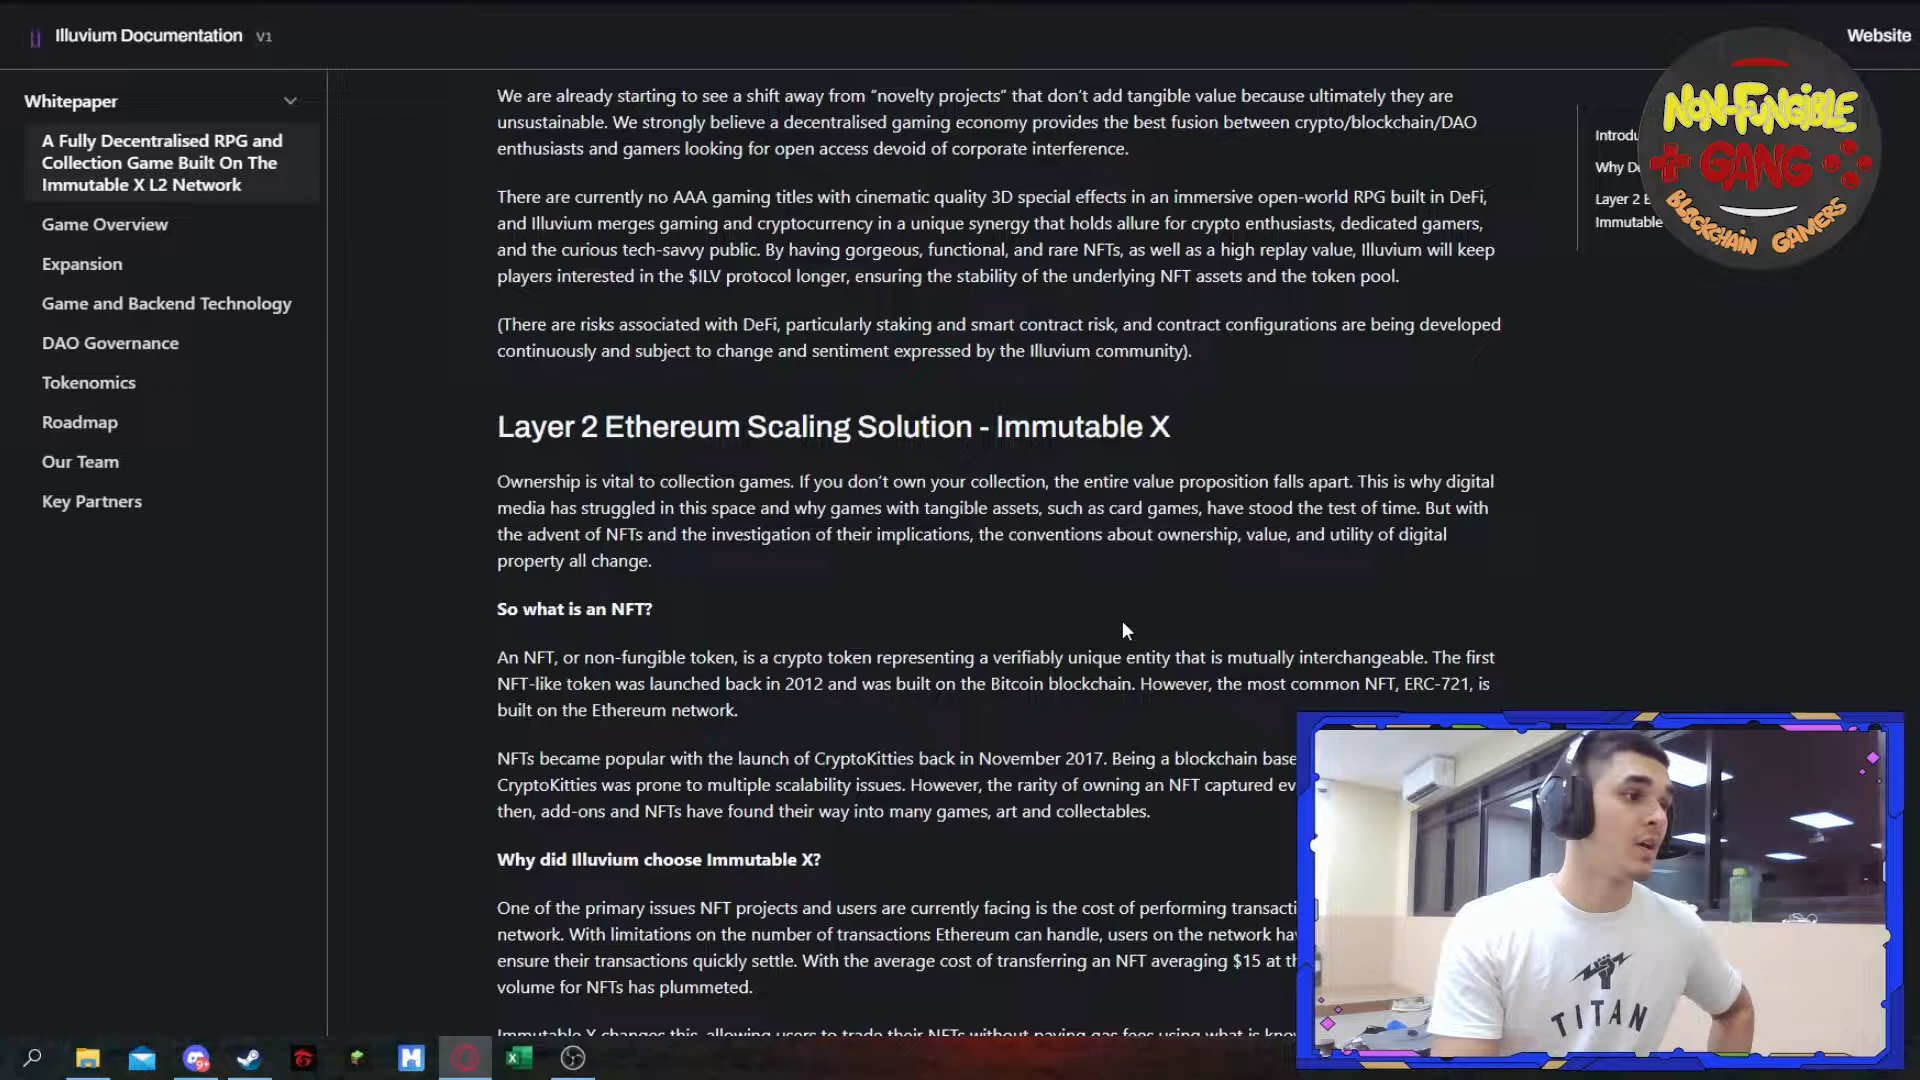 Illuvium Documentation V1
Website
Whitepaper
A Fully Decentralised RPG and
Collection Game Built On The
Immutable X L2 Network
Game Overview
Expansion
Game and Backend Technology
DAO Governance
Tokenomics
Roadmap
Our Team
Key Partners
We are already starting to see a shift away from “novelty projects” that don’t add tangible value because ultimately they are
unsustainable. We strongly believe a decentralised gaming economy provides the best fusion between crypto/blockchain/DAO
enthusiasts and gamers looking for open access devoid of corporate interference.
There are currently no AAA gaming titles with cinematic quality 3D special effects in an immersive open-world RPG built in DeFi,
and Illuvium merges gaming and cryptocurrency in a unique synergy that holds allure for crypto enthusiasts, dedicated gamers,
and the curious tech-savvy public. By having gorgeous, functional, and rare NFTs, as well as a high replay value, Illuvium will keep
players interested in the $ILV protocol longer, ensuring the stability of the underlying NFT assets and the token pool.
(There are risks associated with DeFi, particularly staking and smart contract risk, and contract configurations are being developed
continuously and subject to change and sentiment expressed by the Illuvium community).
Layer 2 Ethereum Scaling Solution - Immutable X
Ownership is vital to collection games. If you don’t own your collection, the entire value proposition falls apart. This is why digital
media has struggled in this space and why games with tangible assets, such as card games, have stood the test of time. But with
the advent of NFTs and the investigation of their implications, the conventions about ownership, value, and utility of digital
property all change.
So what is an NFT?
An NFT, or non-fungible token, is a crypto token representing a verifiably unique entity that is mutually interchangeable. The first
NFT-like token was launched back in 2012 and was built on the Bitcoin blockchain. However, the most common NFT, ERC-721, is
built on the Ethereum network.
NFTs became popular with the launch of CryptoKitties back in November 2017. Being a blockchain base
CryptoKitties was prone to multiple scalability issues. However, the rarity of owning an NFT captured ev
then, add-ons and NFTs have found their way into many games, art and collectables.
Why did Illuvium choose Immutable X?
One of the primary issues NFT projects and users are currently facing is the cost of performing transacti
network. With limitations on the number of transactions Ethereum can handle, users on the network hav
ensure their transactions quickly settle. With the average cost of transferring an NFT averaging $15 at th
volume for NFTs has plummeted.
Immutable X changes this, allowing users to trade their NFTs without paying gas fees using what is know
Introdu
Why De
Layer 2 E
Immutable
NON-FUNGIBLE
GANG
BLOCKCHAIN GAMERS
TITAN
9+